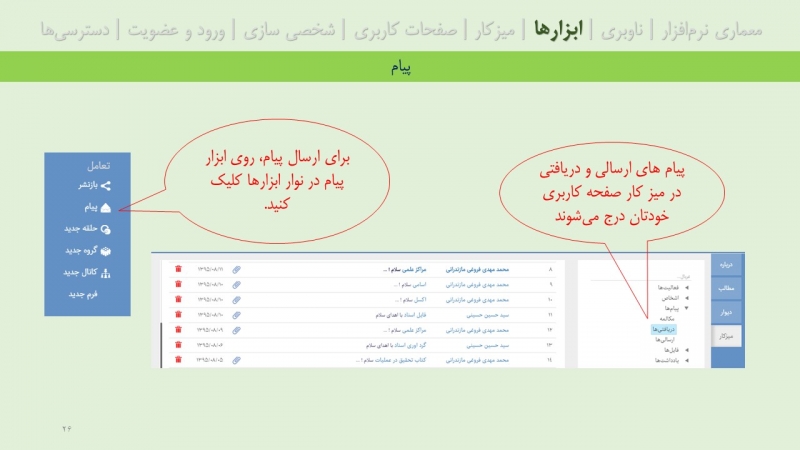 معماری نرم‌افزار | ناوبری | ابزارها | میزکار | صفحات کاربری | شخصی سازی | ورود و عضویت | دسترسی‌ها
پیام
پیام های ارسالی و دریافتی
در میز کار صفحه کاربری
خودتان درج می‌شوند
برای ارسال پیام، روی ابزار
پیام در نوار ابزارها کلیک
کنید.
تعامل
بازنشر
پیام
حلقه جدید
گروه جدید
کانال جدید
فرم جدید
درباره
مطالب
دیوار
میزکار
فعالیت‌ها
اشخاص
پیام‌ها
مکالمه
دریافتی‌ها
ارسالی‌ها
فایل‌ها
یادداشت‌ها
۸ محمد مهدی فروغی مازندرانی مراکز علمی سلام ! ... ۱۳۹۵/۰۸/۱۱
۹ محمد مهدی فروغی مازندرانی اسامی سلام ! ... ۱۳۹۵/۰۸/۱۰
۱۰ محمد مهدی فروغی مازندرانی اکسل سلام ! ... ۱۳۹۵/۰۸/۱۰
۱۱ سید حسین حسینی فایل استاد با اهدای سلام ۱۳۹۵/۰۸/۱۰
۱۲ محمد مهدی فروغی مازندرانی مراکز علمی سلام ! ... ۱۳۹۵/۰۸/۰۹
۱۳ سید حسین حسینی گرد آوری اسناد با اهدای سلام ۱۳۹۵/۰۸/۰۶
۱۴ محمد مهدی فروغی مازندرانی کتاب تحقیق در عملیات سلام ! ... ۱۳۹۵/۰۸/۰۵
۲۶